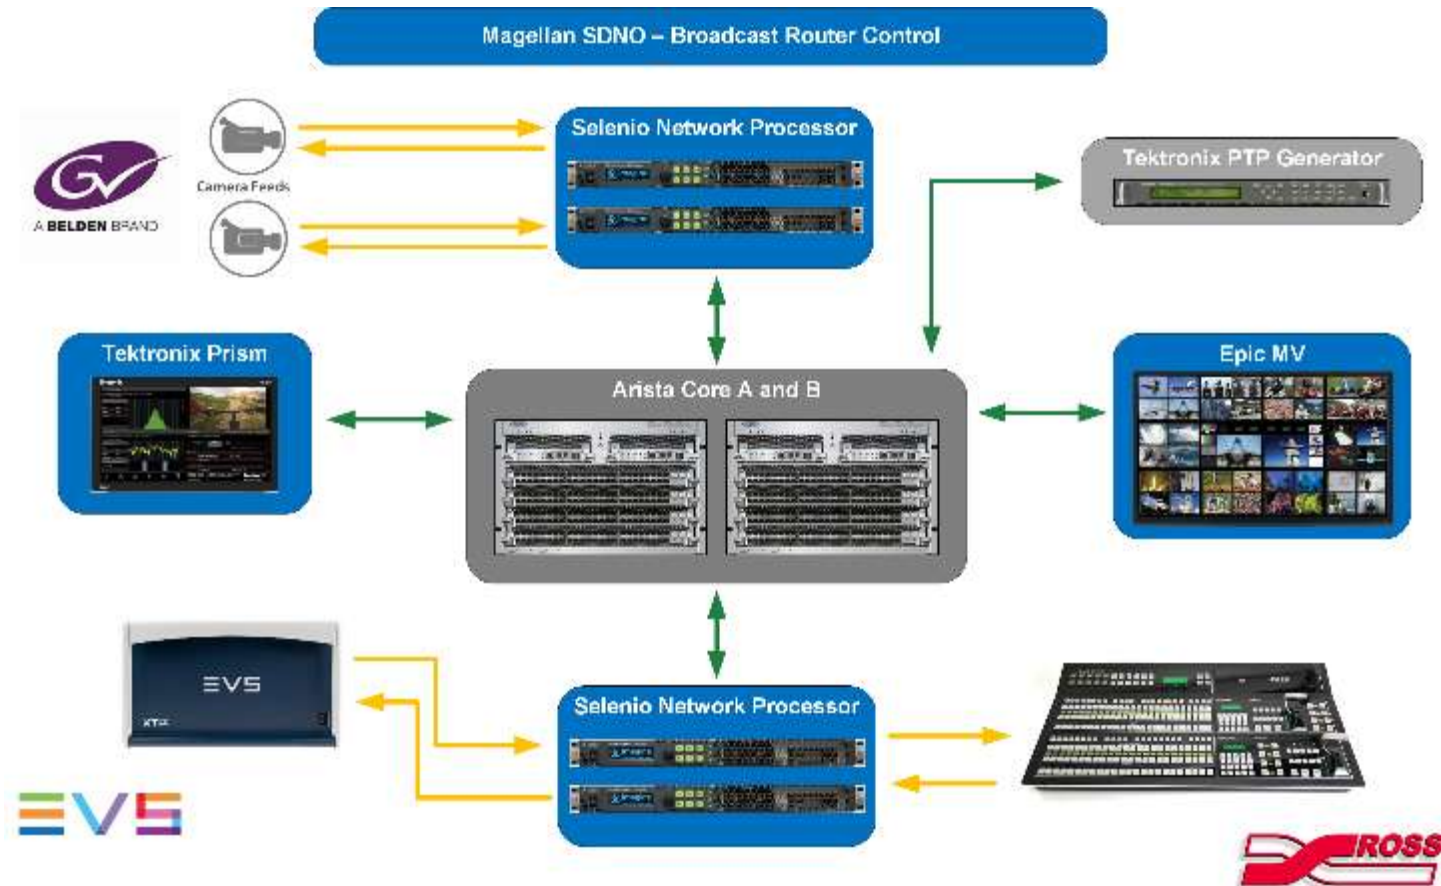 Magellan SDNO – Broadcast Router Control
Selenio Network Processor
Tektronix PTP Generator
GV
Camera Feeds
A BELDEN BRAND
Tektronix Prism
Epic MV
Arista Core A and B
EVS
Selenio Network Processor
EVS
ROSS